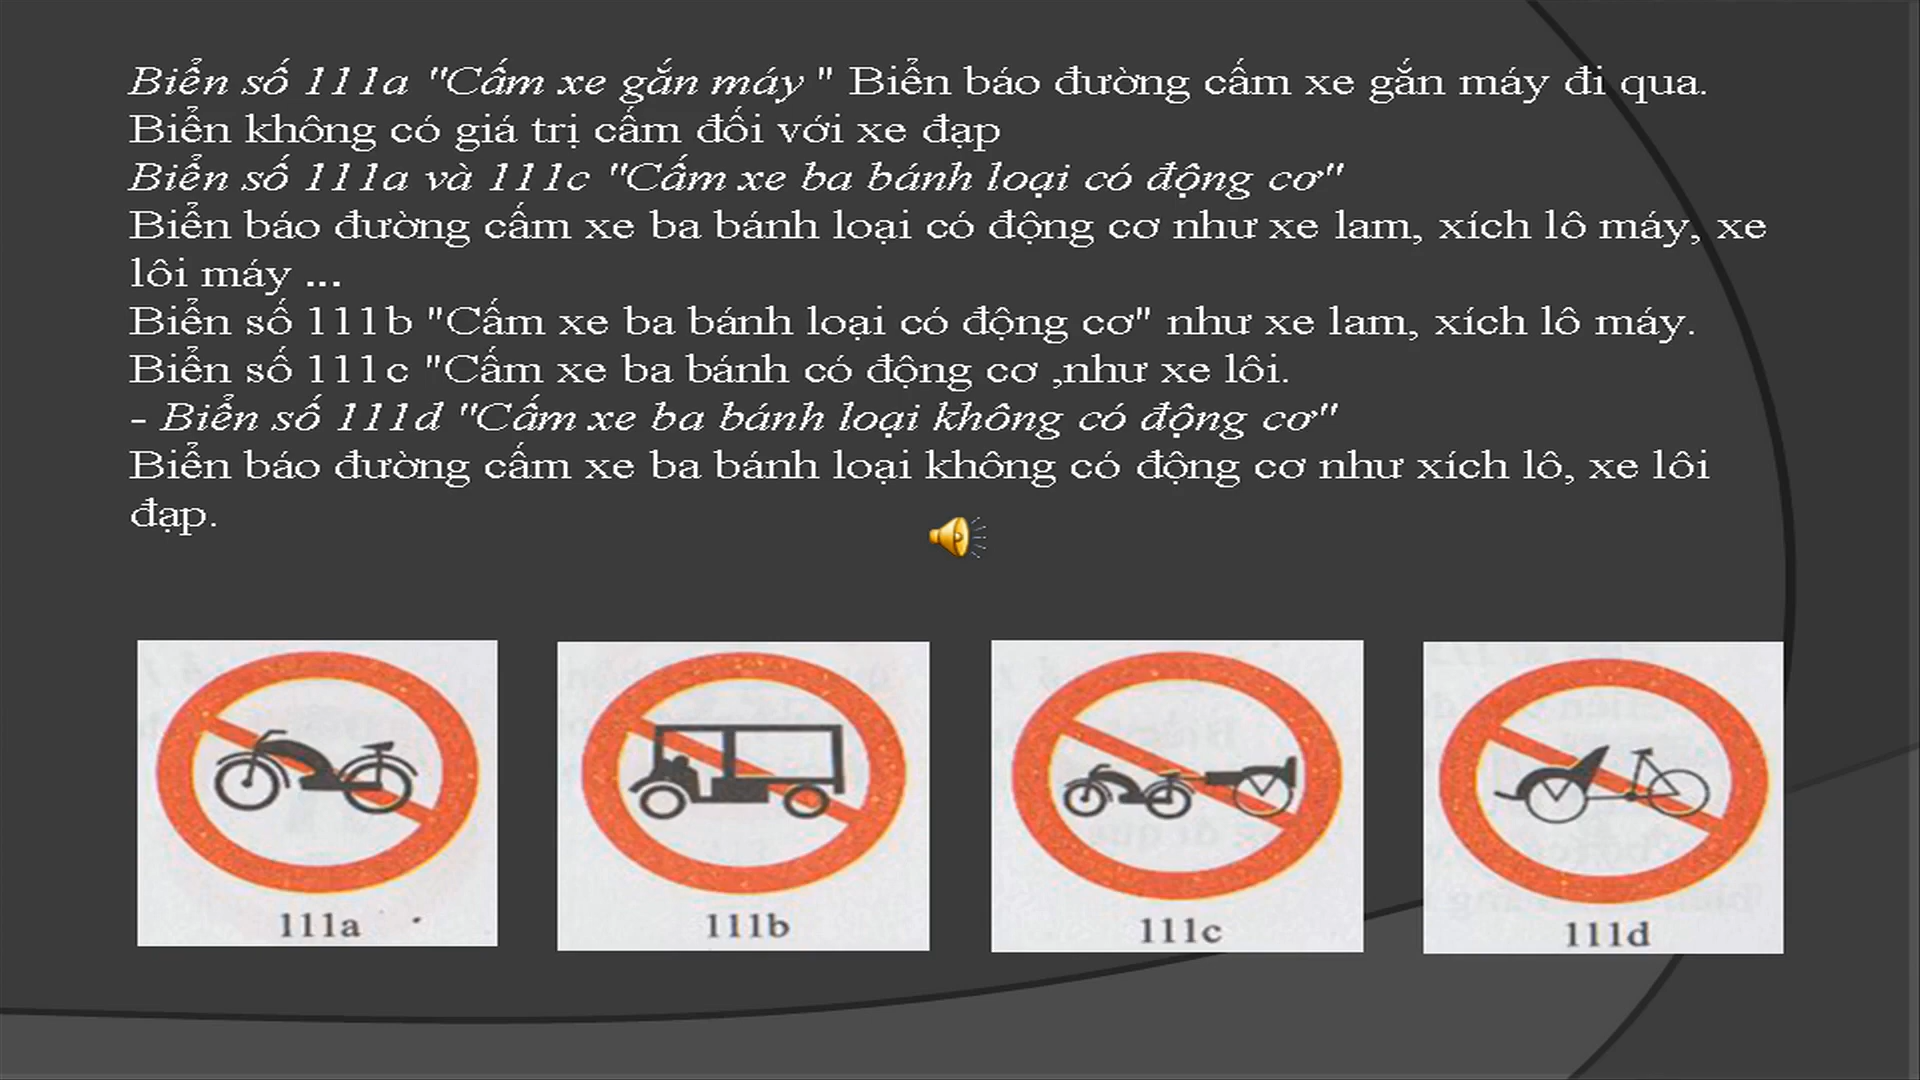 Biển số 111a "Cấm xe gắn máy " Biển báo đường cấm xe gắn máy đi qua.
Biển không có giá trị cấm đối với xe đạp
Biển số 111a và 111c "Cấm xe ba bánh loại có động cơ"
Biển báo đường cấm xe ba bánh loại có động cơ như xe lam, xích lô máy, xe
lôi máy ...
Biển số 111b "Cấm xe ba bánh loại có động cơ" như xe lam, xích lô máy.
Biển số 111c "Cấm xe ba bánh có động cơ ,như xe lôi.
- Biển số 111d "Cấm xe ba bánh loại không có động cơ"
Biển báo đường cấm xe ba bánh loại không có động cơ như xích lô, xe lôi
đạp.
111a
111b
111c
111d